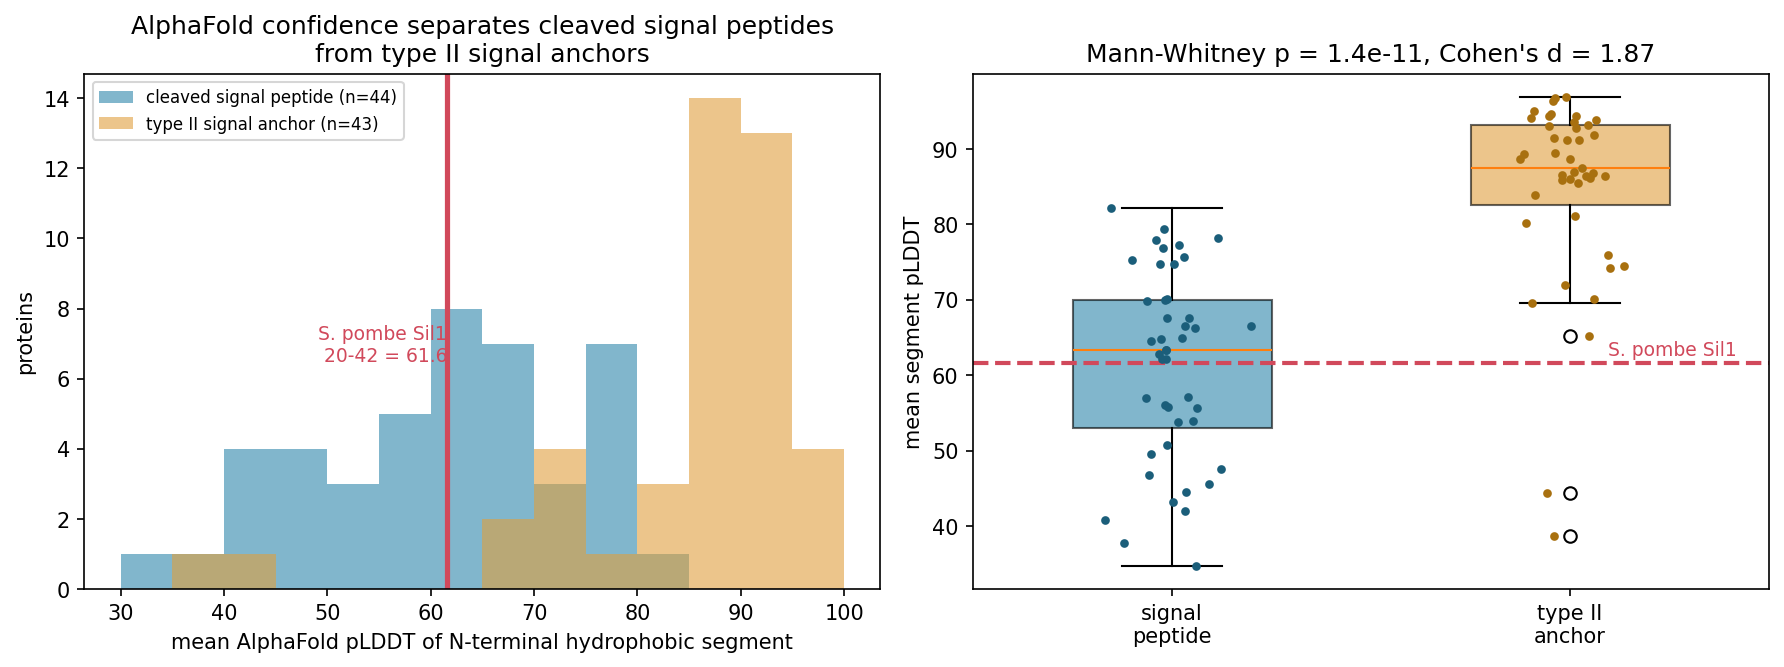 AlphaFold confidence separates cleaved signal peptides
from type II signal anchors
cleaved signal peptide (n=44)
type II signal anchor (n=43)
S. pombe Sil1
20-42 = 61.6
proteins
0
2
4
6
8
10
12
14
30
40
50
60
70
80
90
100
mean AlphaFold pLDDT of N-terminal hydrophobic segment
Mann-Whitney p = 1.4e-11, Cohen's d = 1.87
mean segment pLDDT
90
80
70
60
50
40
S. pombe Sil1
signal
peptide
type II
anchor